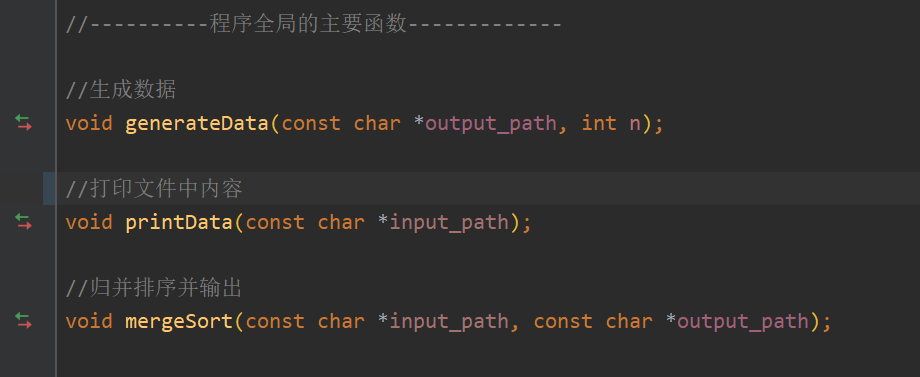 //----------程序全局的主要函数-------------
//生成数据
void generateData(const char *output_path, int n);
//打印文件中内容
void printData(const char *input_path);
//归并排序并输出
void mergeSort(const char *input_path, const char *output_path);